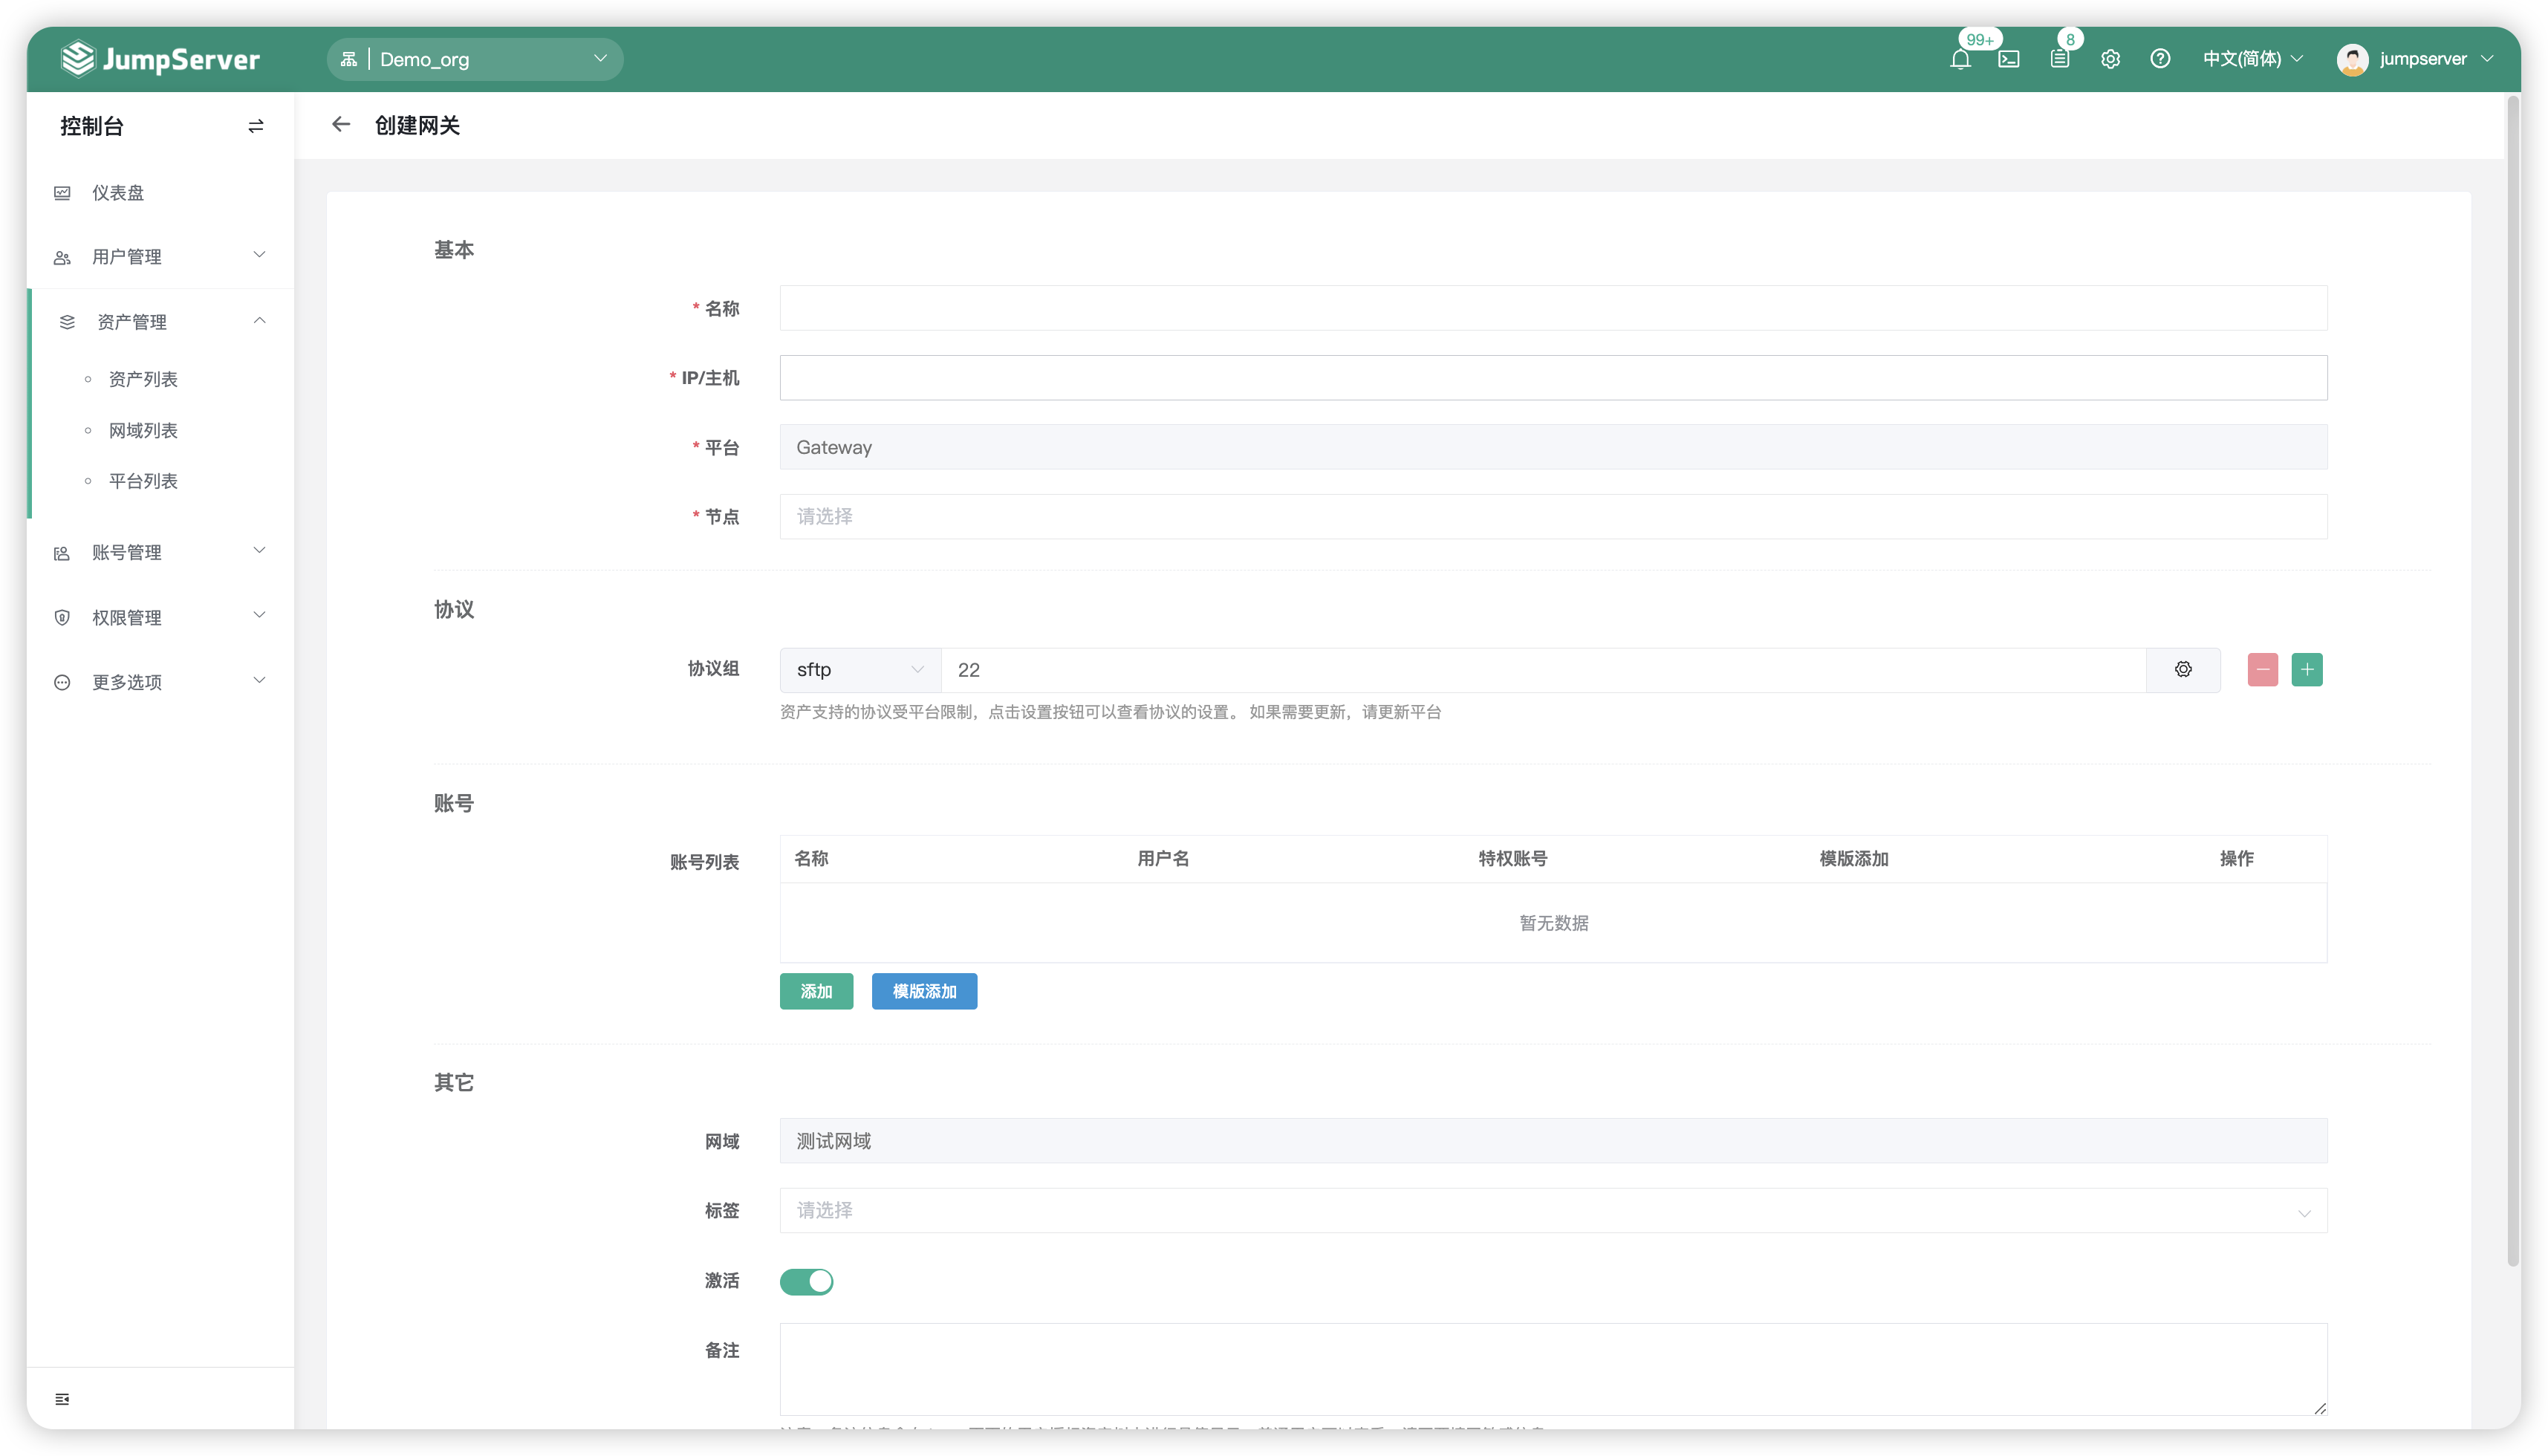 JumpServer
Demo_org
99+
8
中文(简体)
jumpserver
控制台
仪表盘
用户管理
资产管理
资产列表
网域列表
平台列表
账号管理
权限管理
更多选项
创建网关
基本
* 名称
* IP/主机
* 平台 Gateway
* 节点 请选择
协议
协议组 sftp 22
资产支持的协议受平台限制，点击设置按钮可以查看协议的设置。 如果需要更新，请更新平台
账号
账号列表 名称 用户名 特权账号 模版添加 操作
暂无数据
添加 模版添加
其它
网域 测试网域
标签 请选择
激活
备注